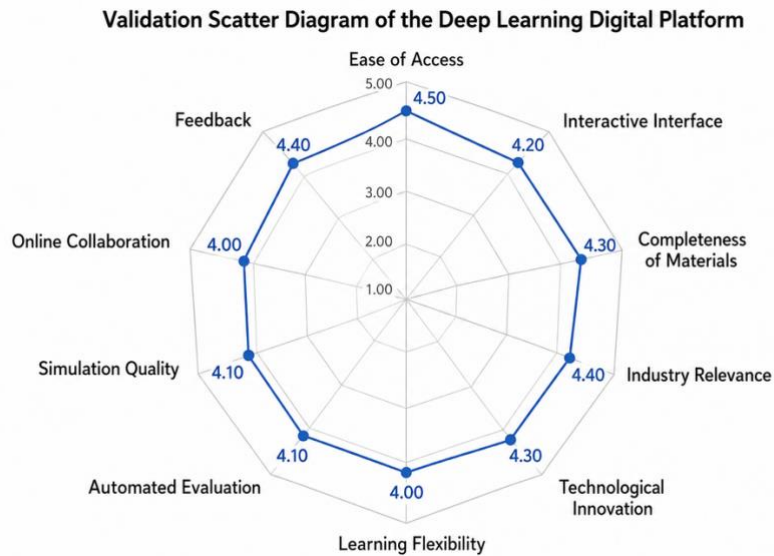 Validation Scatter Diagram of the Deep Learning Digital Platform
Ease of Access
5.00
4.50
Feedback
Interactive Interface
4.40
4.00
4.20
3.00
Online Collaboration
4.00
4.30
Completeness
of Materials
2.00
1.00
Simulation Quality
4.10
4.40
Industry Relevance
4.10
4.30
Automated Evaluation
4.00
Technological
Innovation
Learning Flexibility